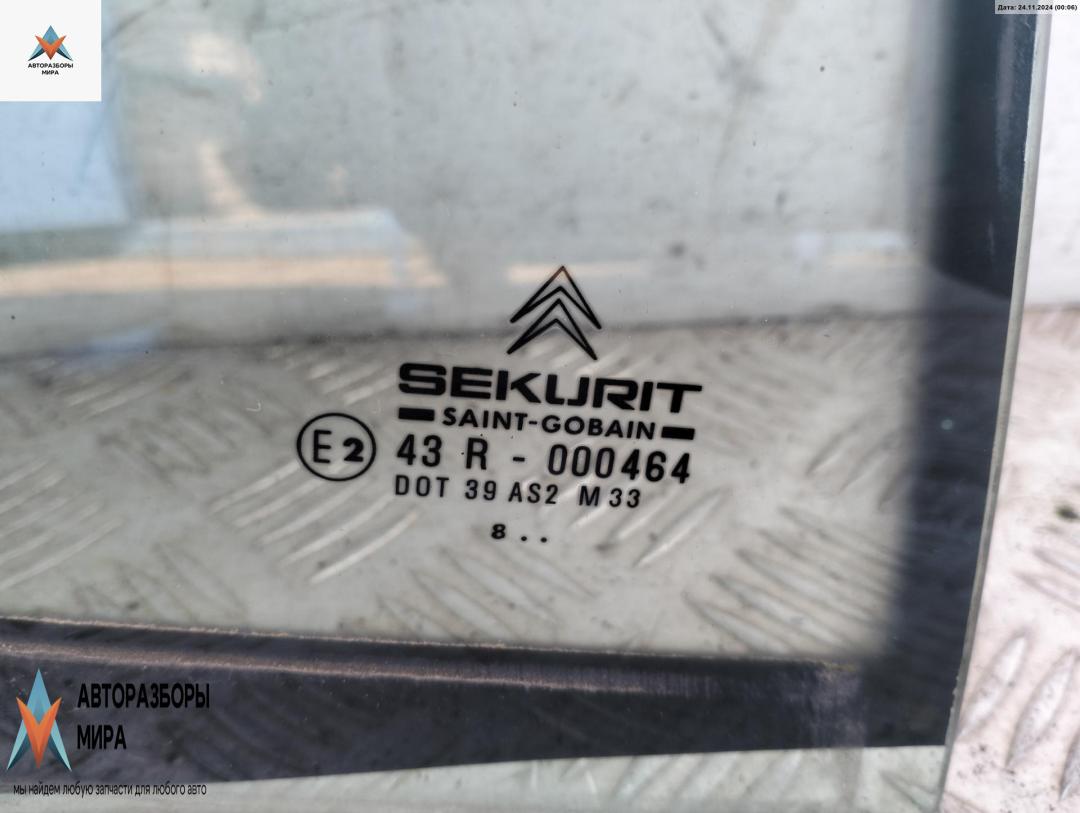 Дата: 24.11.2024 (00:06)
АВТОРАЗБОРЫ
МИРА
SEKURIT
SAINT-GOBAIN
E2 43 R - 000464
DOT 39 AS2 M 33
8 . .
АВТОРАЗБОРЫ
МИРА
мы найдем любую запчасти для любого авто